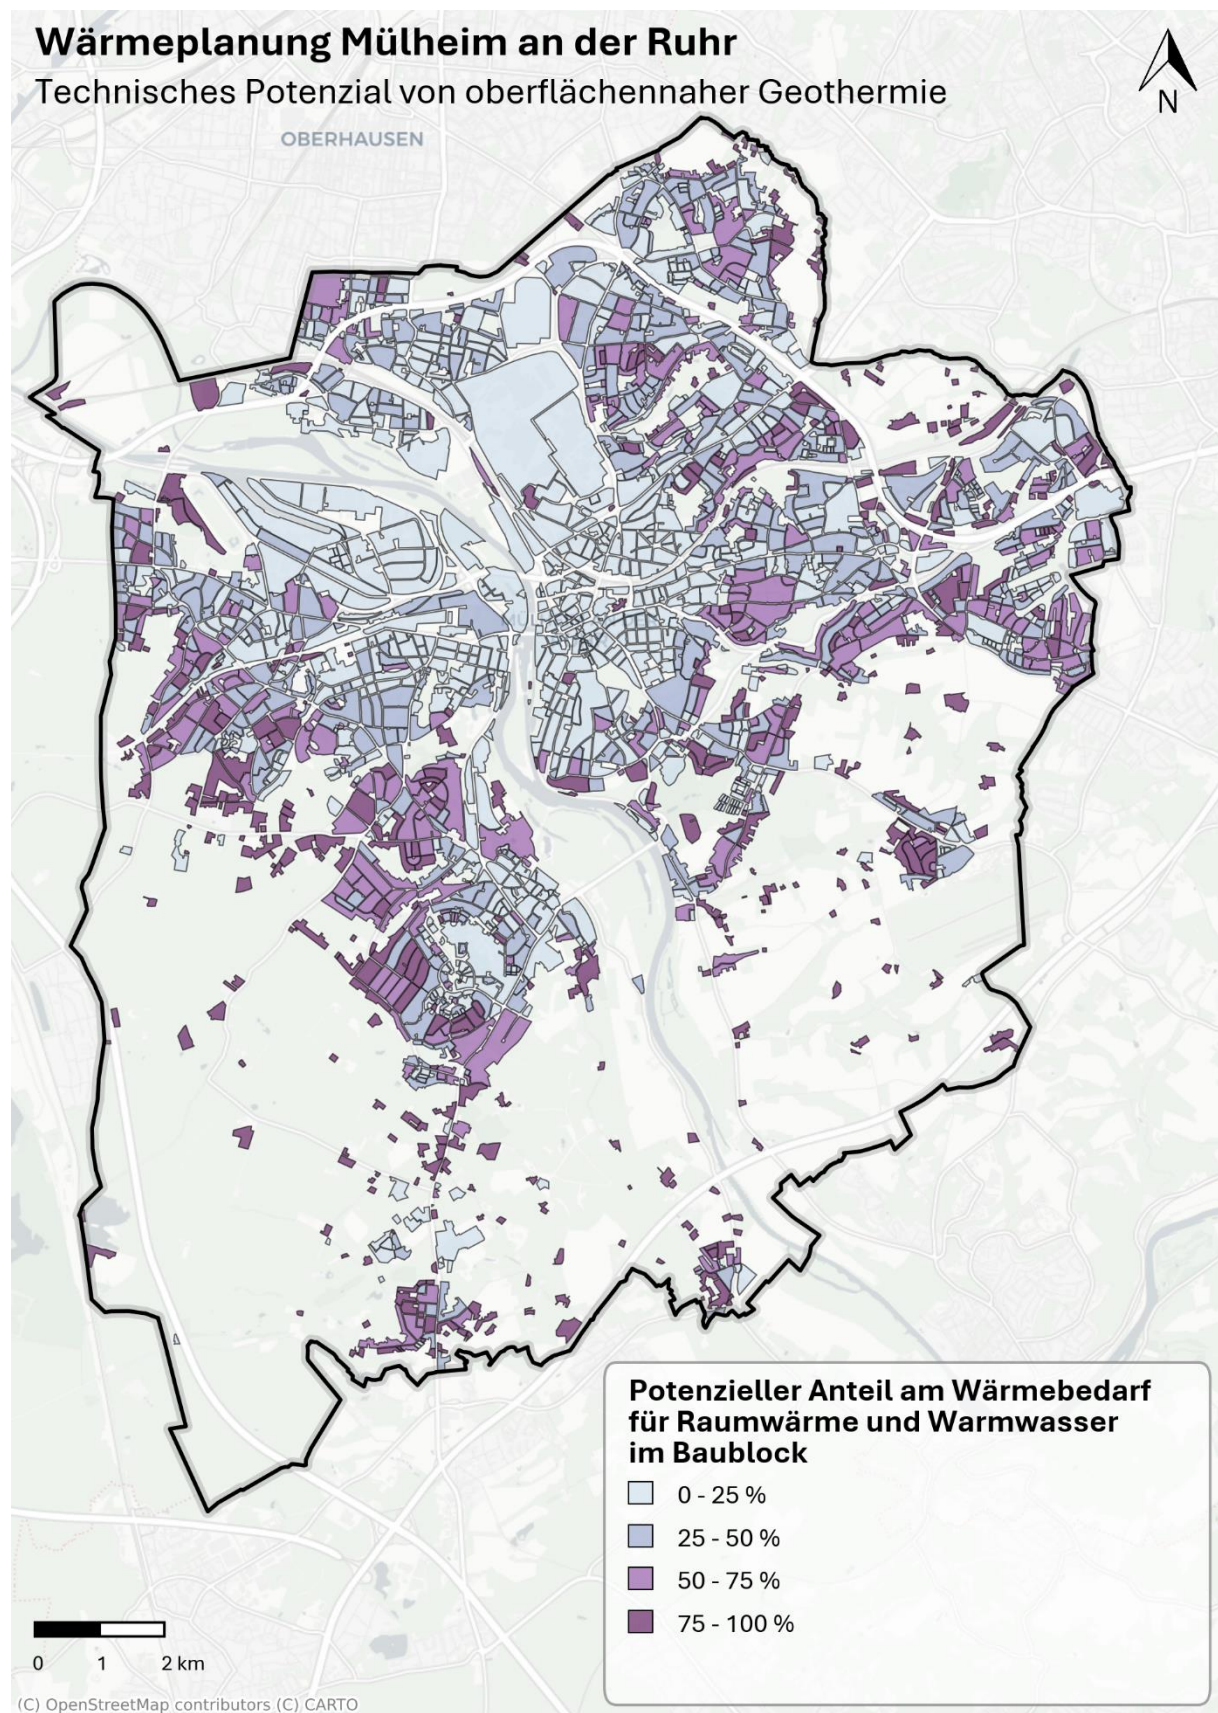 Wärmeplanung Mülheim an der Ruhr
Technisches Potenzial von oberflächennaher Geothermie
N
OBERHAUSEN
Potenzieller Anteil am Wärmebedarf
für Raumwärme und Warmwasser
im Baublock
0 - 25 %
25 - 50 %
50 - 75 %
75 - 100 %
0 1 2 km
(C) OpenStreetMap contributors (C) CARTO